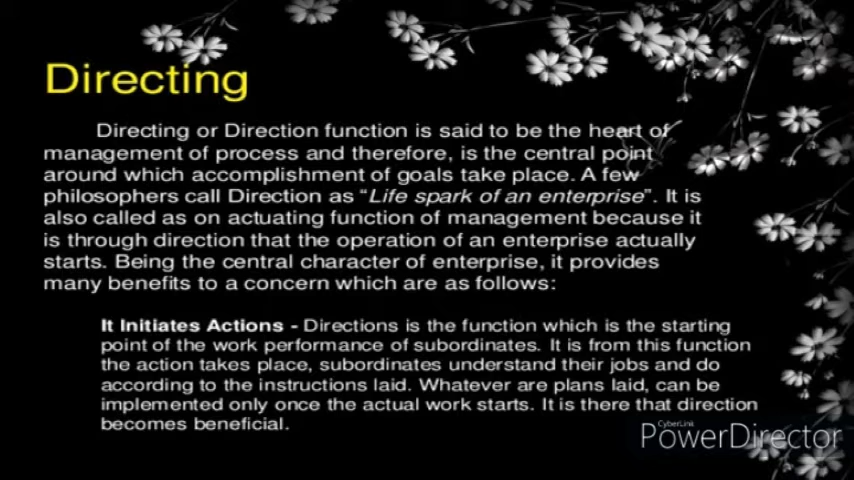 Directing
Directing or Direction function is said to be the heart of
management of process and therefore, is the central point
around which accomplishment of goals take place. A few
philosophers call Direction as “Life spark of an enterprise”. It is
also called as on actuating function of management because it
is through direction that the operation of an enterprise actually
starts. Being the central character of enterprise, it provides
many benefits to a concern which are as follows:
It Initiates Actions - Directions is the function which is the starting
point of the work performance of subordinates. It is from this function
the action takes place, subordinates understand their jobs and do
according to the instructions laid. Whatever are plans laid, can be
implemented only once the actual work starts. It is there that direction
becomes beneficial.
CyberLink
PowerDirector